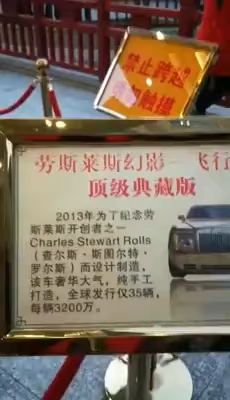 禁止跨越
触摸
劳斯莱斯幻影—飞行
顶级典藏版
2013年为了纪念劳
斯莱斯开创者之一
Charles Stewart Rolls
（查尔斯·斯图尔特·
罗尔斯）而设计制造，
该车奢华大气，纯手工
打造，全球发行仅35辆，
每辆3200万。